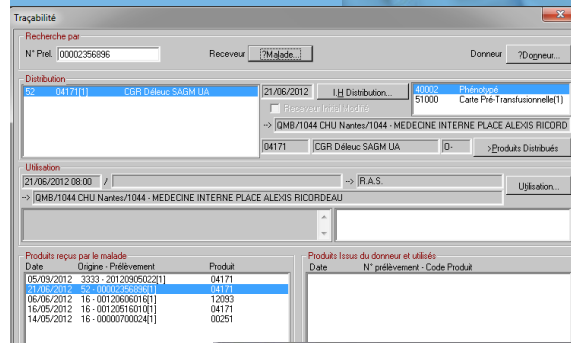 Traçabilité
Recherche par
N° Prel. 00002356896 Receveur ?Malade... Donneur ?Donneur...
Distribution
52 04171[1] CGR Déleuc SAGM UA
21/06/2012 I.H Distribution...
40002 Phénotypé
51000 Carte Pré-Transfusionnelle(1)
Receveur Initial Modifié
--> QMB/1044 CHU Nantes/1044 - MEDECINE INTERNE PLACE ALEXIS RICORD
04171 CGR Déleuc SAGM UA O- >Produits Distribués
Utilisation
21/06/2012 08:00 / --> R.A.S. Utilisation...
--> QMB/1044 CHU Nantes/1044 - MEDECINE INTERNE PLACE ALEXIS RICORDEAU
Produits reçus par le malade
Date Origine - Prélèvement Produit
05/09/2012 3333 - 20120905022[1] 04171
21/06/2012 52 - 00002356896[1] 04171
06/06/2012 16 - 00120606016[1] 12093
16/05/2012 16 - 00120516010[1] 04171
14/05/2012 16 - 00000700024[1] 00251
Produits Issus du donneur et utilisés
Date N° prélèvement - Code Produit